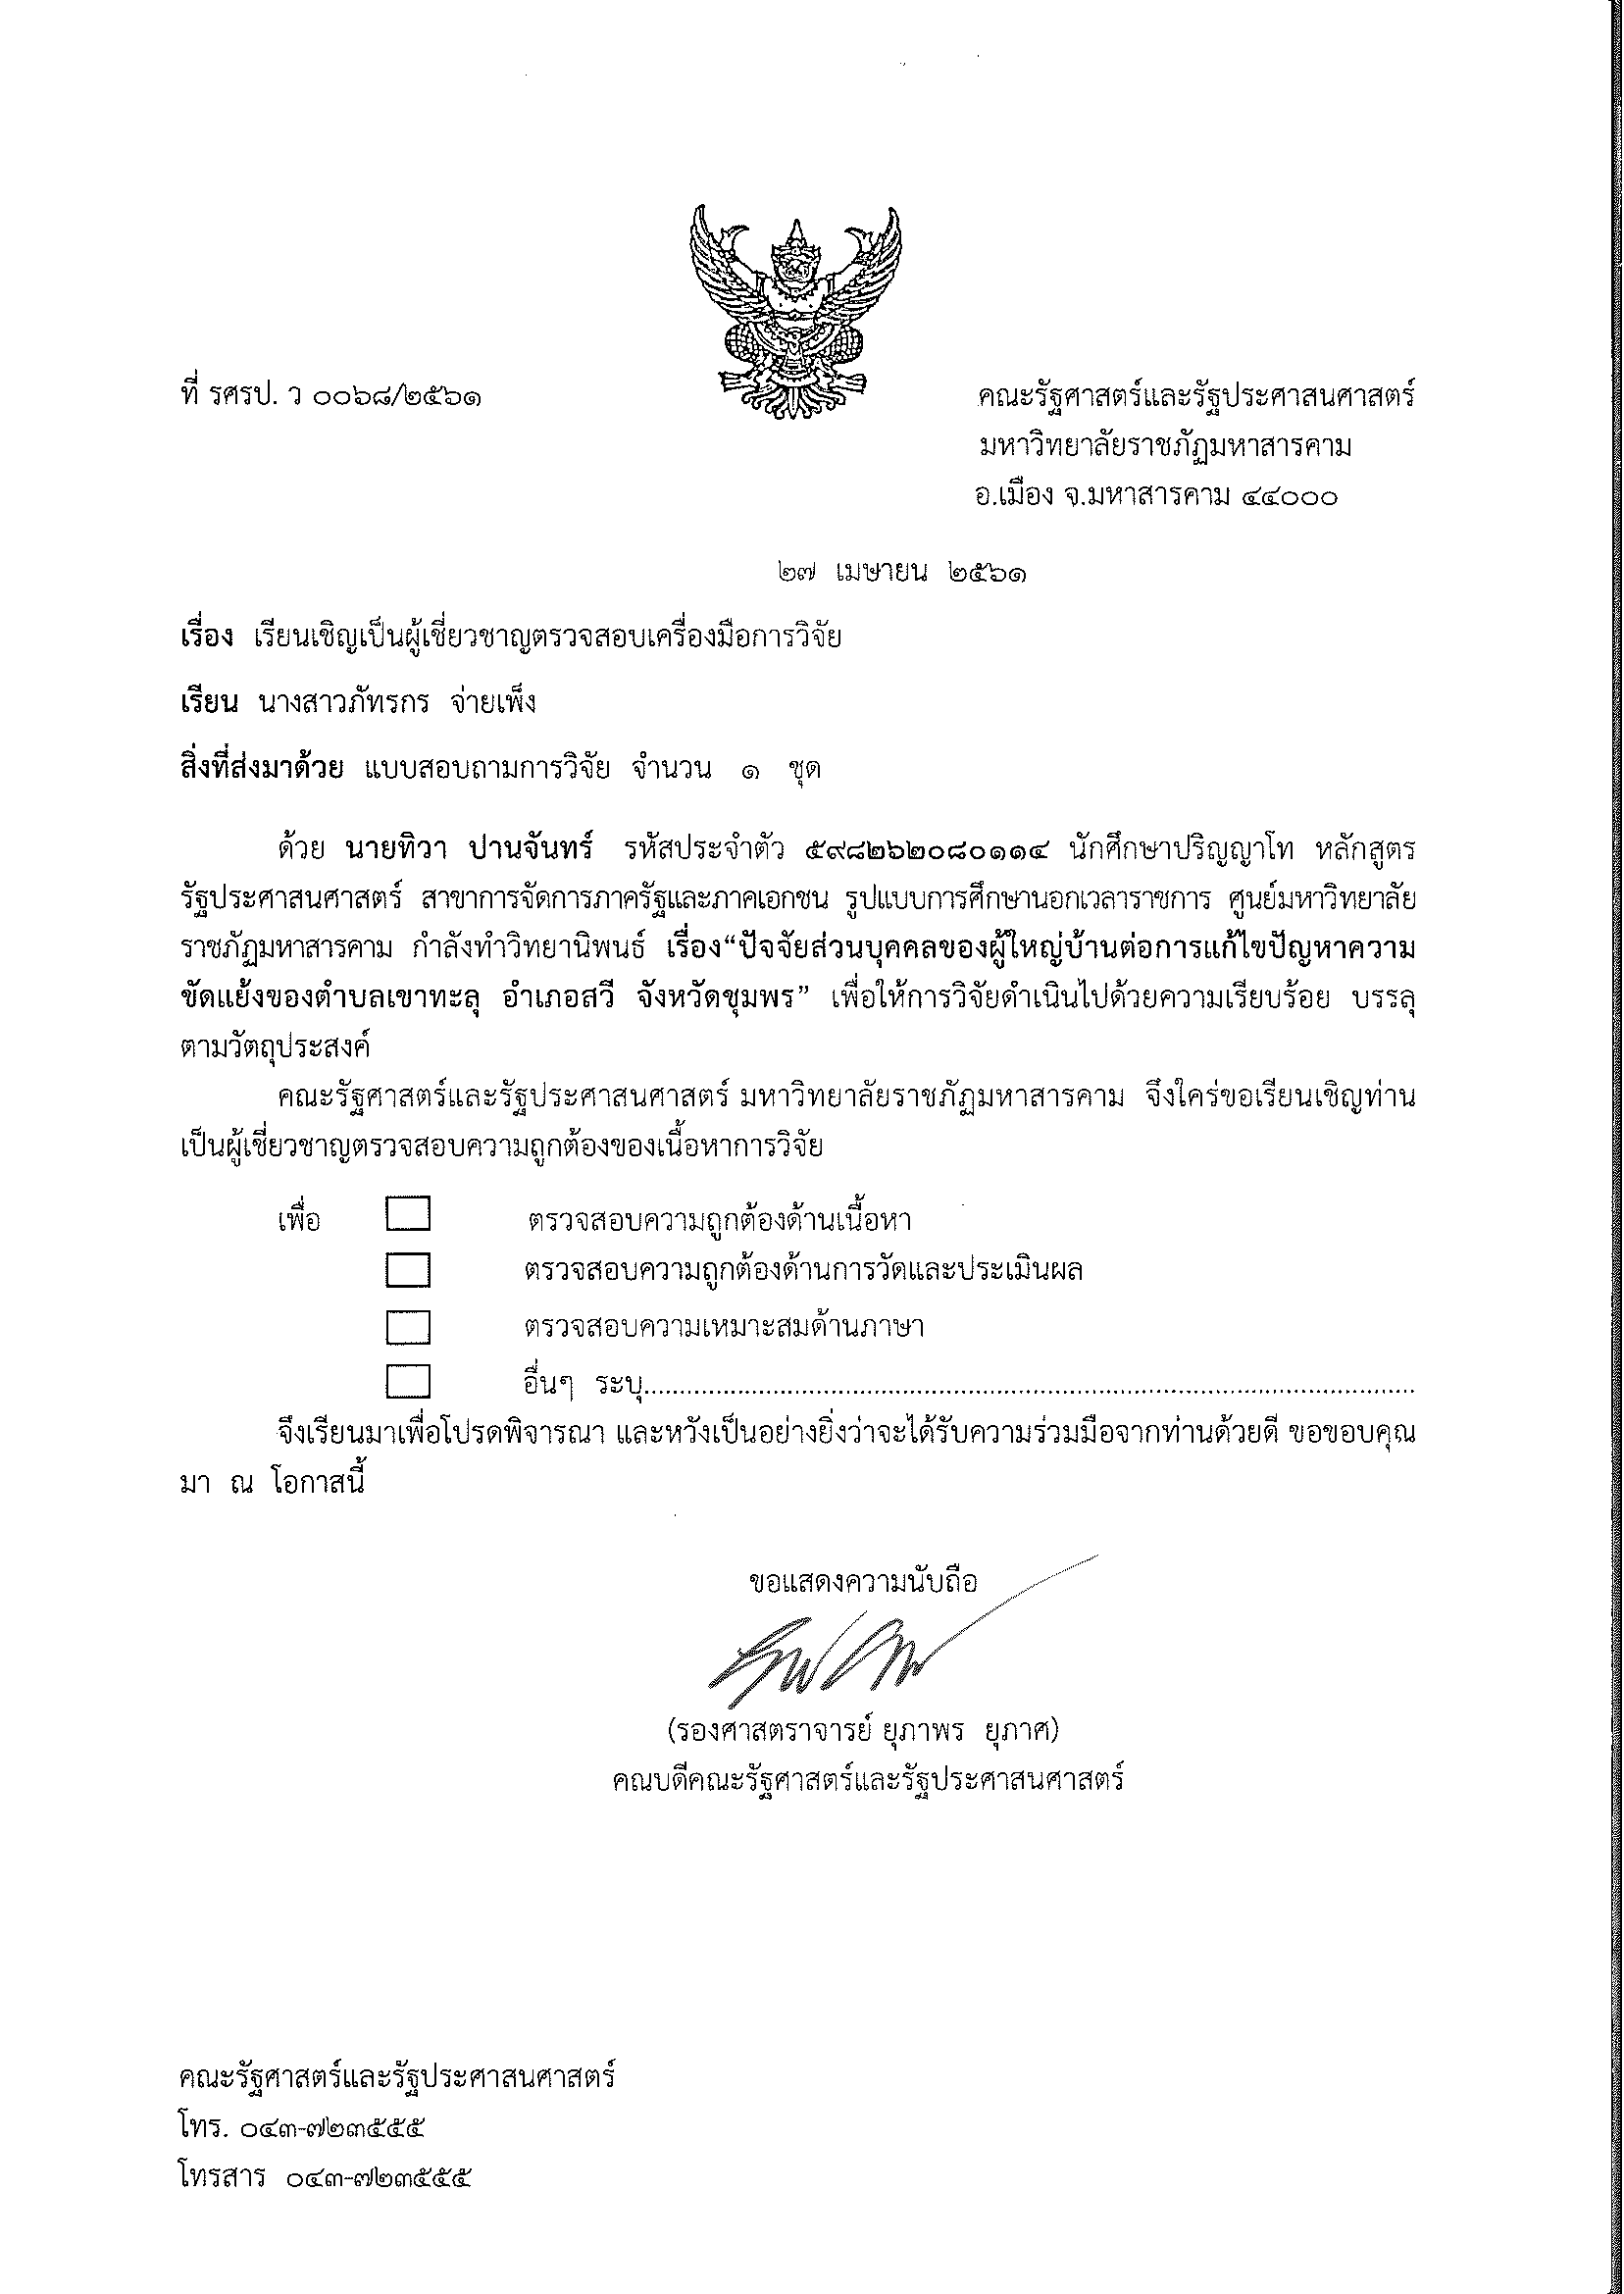 ที่ รศรป. ว ๐๐๖๘/๒๕๖๑
คณะรัฐศาสตร์และรัฐประศาสนศาสตร์
มหาวิทยาลัยราชภัฏมหาสารคาม
อ.เมือง จ.มหาสารคาม ๔๔๐๐๐
๒๗ เมษายน ๒๕๖๑
เรื่อง เรียนเชิญเป็นผู้เชี่ยวชาญตรวจสอบเครื่องมือการวิจัย
เรียน นางสาวภัทรกร จ่ายเพ็ง
สิ่งที่ส่งมาด้วย แบบสอบถามการวิจัย จำนวน ๑ ชุด
ด้วย นายทิวา ปานจันทร์ รหัสประจำตัว ๕๙๘๒๖๒๐๘๐๑๑๔ นักศึกษาปริญญาโท หลักสูตร
รัฐประศาสนศาสตร์ สาขาการจัดการภาครัฐและภาคเอกชน รูปแบบการศึกษานอกเวลาราชการ ศูนย์มหาวิทยาลัย
ราชภัฏมหาสารคาม กำลังทำวิทยานิพนธ์ เรื่อง“ปัจจัยส่วนบุคคลของผู้ใหญ่บ้านต่อการแก้ไขปัญหาความ
ขัดแย้งของตำบลเขาทะลุ อำเภอสวี จังหวัดชุมพร” เพื่อให้การวิจัยดำเนินไปด้วยความเรียบร้อย บรรลุ
ตามวัตถุประสงค์
คณะรัฐศาสตร์และรัฐประศาสนศาสตร์ มหาวิทยาลัยราชภัฏมหาสารคาม จึงใคร่ขอเรียนเชิญท่าน
เป็นผู้เชี่ยวชาญตรวจสอบความถูกต้องของเนื้อหาการวิจัย
เพื่อ ตรวจสอบความถูกต้องด้านเนื้อหา
ตรวจสอบความถูกต้องด้านการวัดและประเมินผล
ตรวจสอบความเหมาะสมด้านภาษา
อื่นๆ ระบุ....................................................................................................
จึงเรียนมาเพื่อโปรดพิจารณา และหวังเป็นอย่างยิ่งว่าจะได้รับความร่วมมือจากท่านด้วยดี ขอขอบคุณ
มา ณ โอกาสนี้
ขอแสดงความนับถือ
(รองศาสตราจารย์ ยุภาพร ยุภาศ)
คณบดีคณะรัฐศาสตร์และรัฐประศาสนศาสตร์
คณะรัฐศาสตร์และรัฐประศาสนศาสตร์
โทร. ๐๔๓-๗๒๓๕๕๕
โทรสาร ๐๔๓-๗๒๓๕๕๕